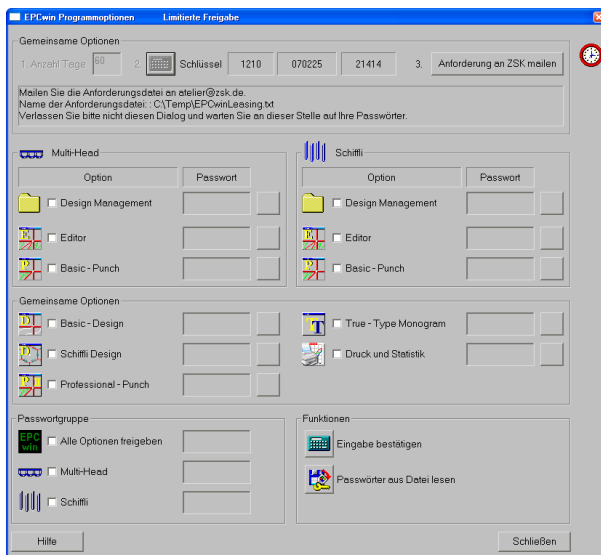 EPCwin Programmoptionen Limitierte Freigabe
Gemeinsame Optionen
1. Anzahl Tage 60 2. Schlüssel 1210 070225 21414 3. Anforderung an ZSK mailen
Mailen Sie die Anforderungsdatei an atelier@zsk.de.
Name der Anforderungsdatei: : C:\Temp\EPCwinLeasing.txt
Verlassen Sie bitte nicht diesen Dialog und warten Sie an dieser Stelle auf Ihre Passwörter.
Multi-Head
Option Passwort
Design Management
Editor
Basic - Punch
Schiffli
Option Passwort
Design Management
Editor
Basic - Punch
Gemeinsame Optionen
Basic - Design
Schiffli Design
Professional - Punch
True - Type Monogram
Druck und Statistik
Passwortgruppe
EPC
win
Alle Optionen freigeben
Multi-Head
Schiffli
Funktionen
Eingabe bestätigen
Passwörter aus Datei lesen
Hilfe
Schließen